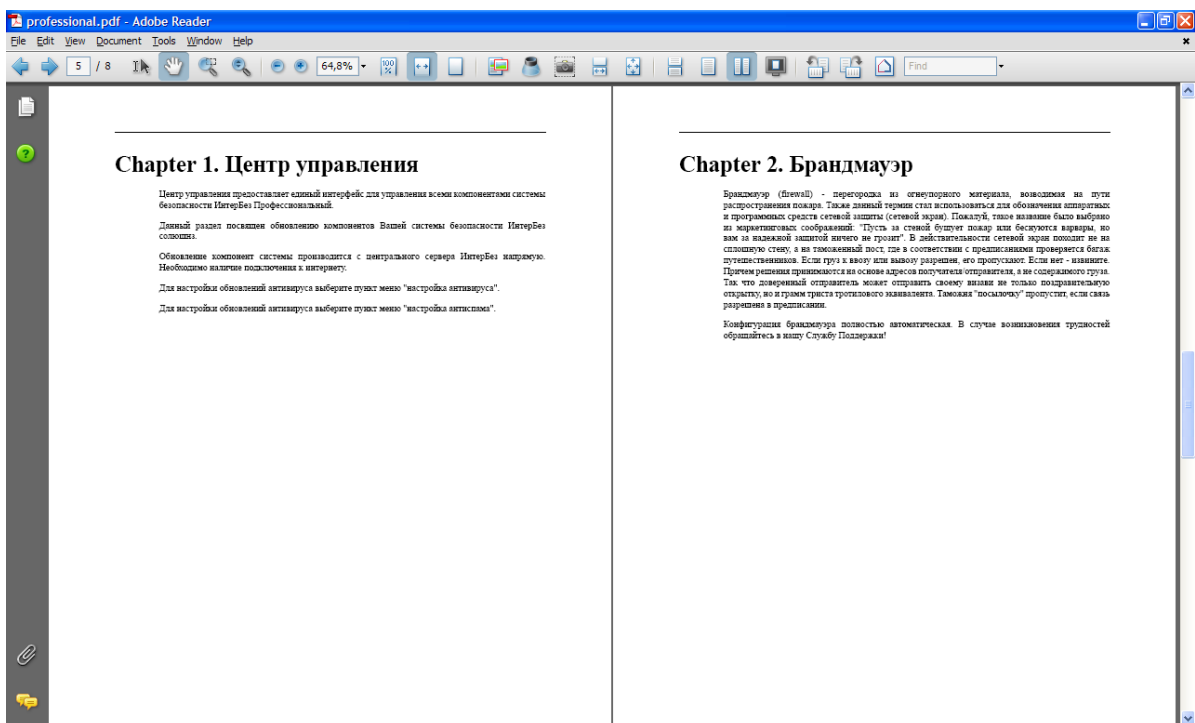 professional.pdf - Adobe Reader
File Edit View Document Tools Window Help
5 / 8 64,8% Find
Chapter 1. Центр управления
Центр управления предоставляет единый интерфейс для управления всеми компонентами системы
безопасности ИнтерБез Профессиональный.
Данный раздел посвящен обновлению компонентов Вашей системы безопасности ИнтерБез
солюшнз.
Обновление компонент системы производится с центрального сервера ИнтерБез напрямую.
Необходимо наличие подключения к интернету.
Для настройки обновлений антивируса выберите пункт меню "настройка антивируса".
Для настройки обновлений антивируса выберите пункт меню "настройка антиспама".
Chapter 2. Брандмауэр
Брандмауэр (firewall) - перегородка из огнеупорного материала, возводимая на пути
распространения пожара. Также данный термин стал использоваться для обозначения аппаратных
и программных средств сетевой защиты (сетевой экран). Пожалуй, такое название было выбрано
из маркетинговых соображений: "Пусть за стеной бушует пожар или беснуются варвары, но
вам за надежной защитой ничего не грозит". В действительности сетевой экран походит не на
сплошную стену, а на таможенный пост, где в соответствии с предписаниями проверяется багаж
путешественников. Если груз к ввозу или вывозу разрешен, его пропускают. Если нет - извините.
Причем решения принимаются на основе адресов получателя/отправителя, а не содержимого груза.
Так что доверенный отправитель может отправить своему визави не только поздравительную
открытку, но и грамм триста тротилового эквивалента. Таможня "посылочку" пропустит, если связь
разрешена в предписании.
Конфигурация брандмауэра полностью автоматическая. В случае возникновения трудностей
обращайтесь в нашу Службу Поддержки!